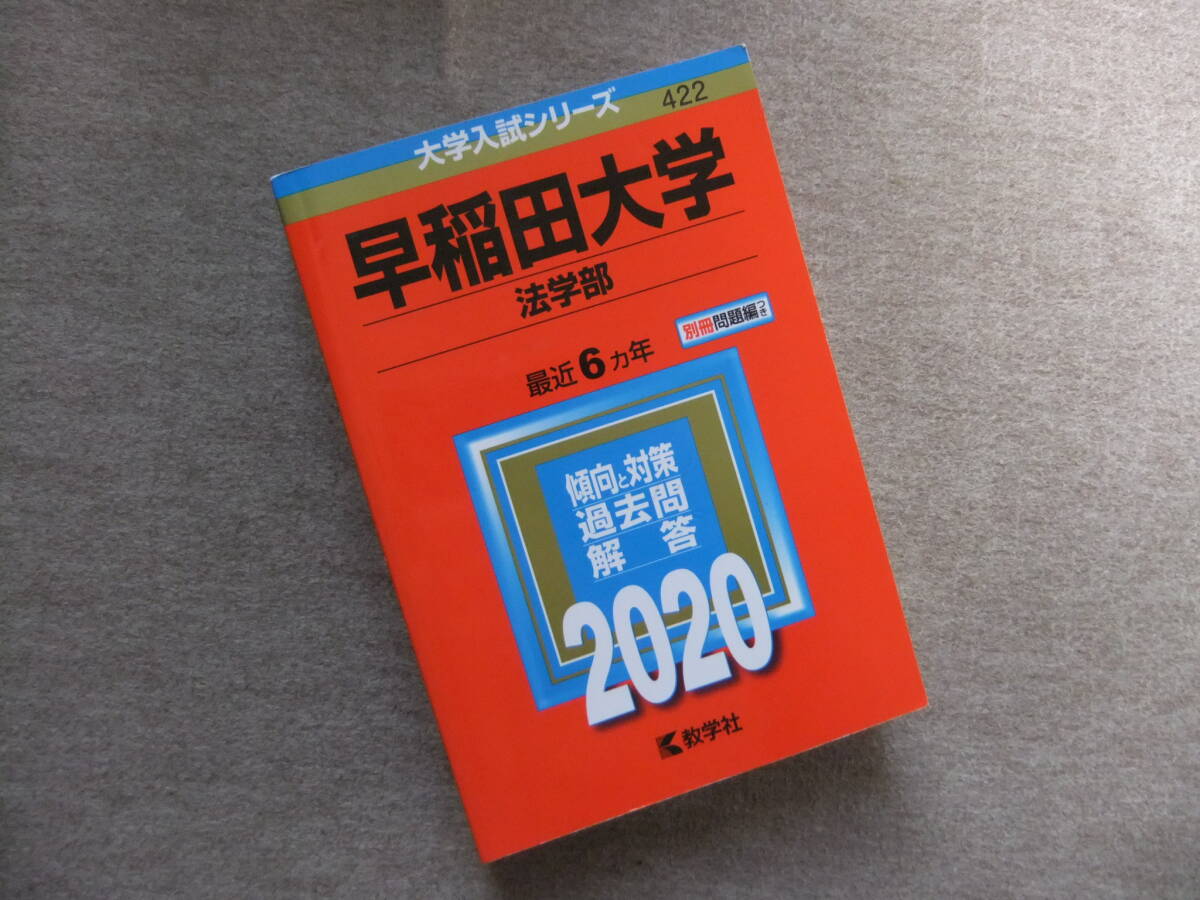 大学入試シリーズ 422
早稲田大学
法学部
最近6カ年
別冊問題編つき
傾向と対策
過去問
解答
2020
教学社